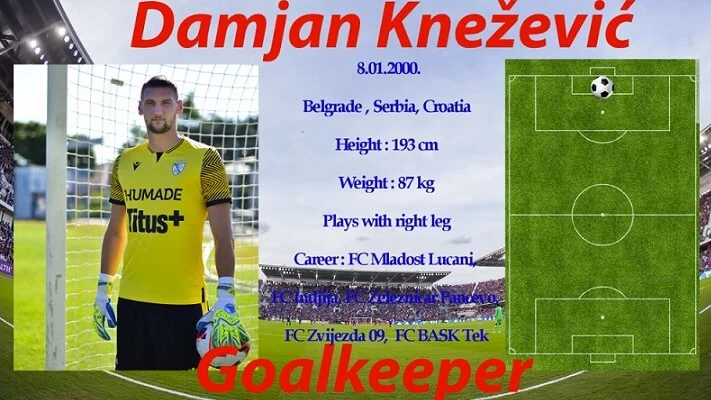 Damjan Knežević
8.01.2000.
Belgrade , Serbia, Croatia
Height : 193 cm
Weight : 87 kg
Plays with right leg
Career : FC Mladost Lucani,
FC Indjija, FC Zeleznicar Pancevo,
FC Zvijezda 09, FC BASK Tek
Goalkeeper
HUMADE
Titus+